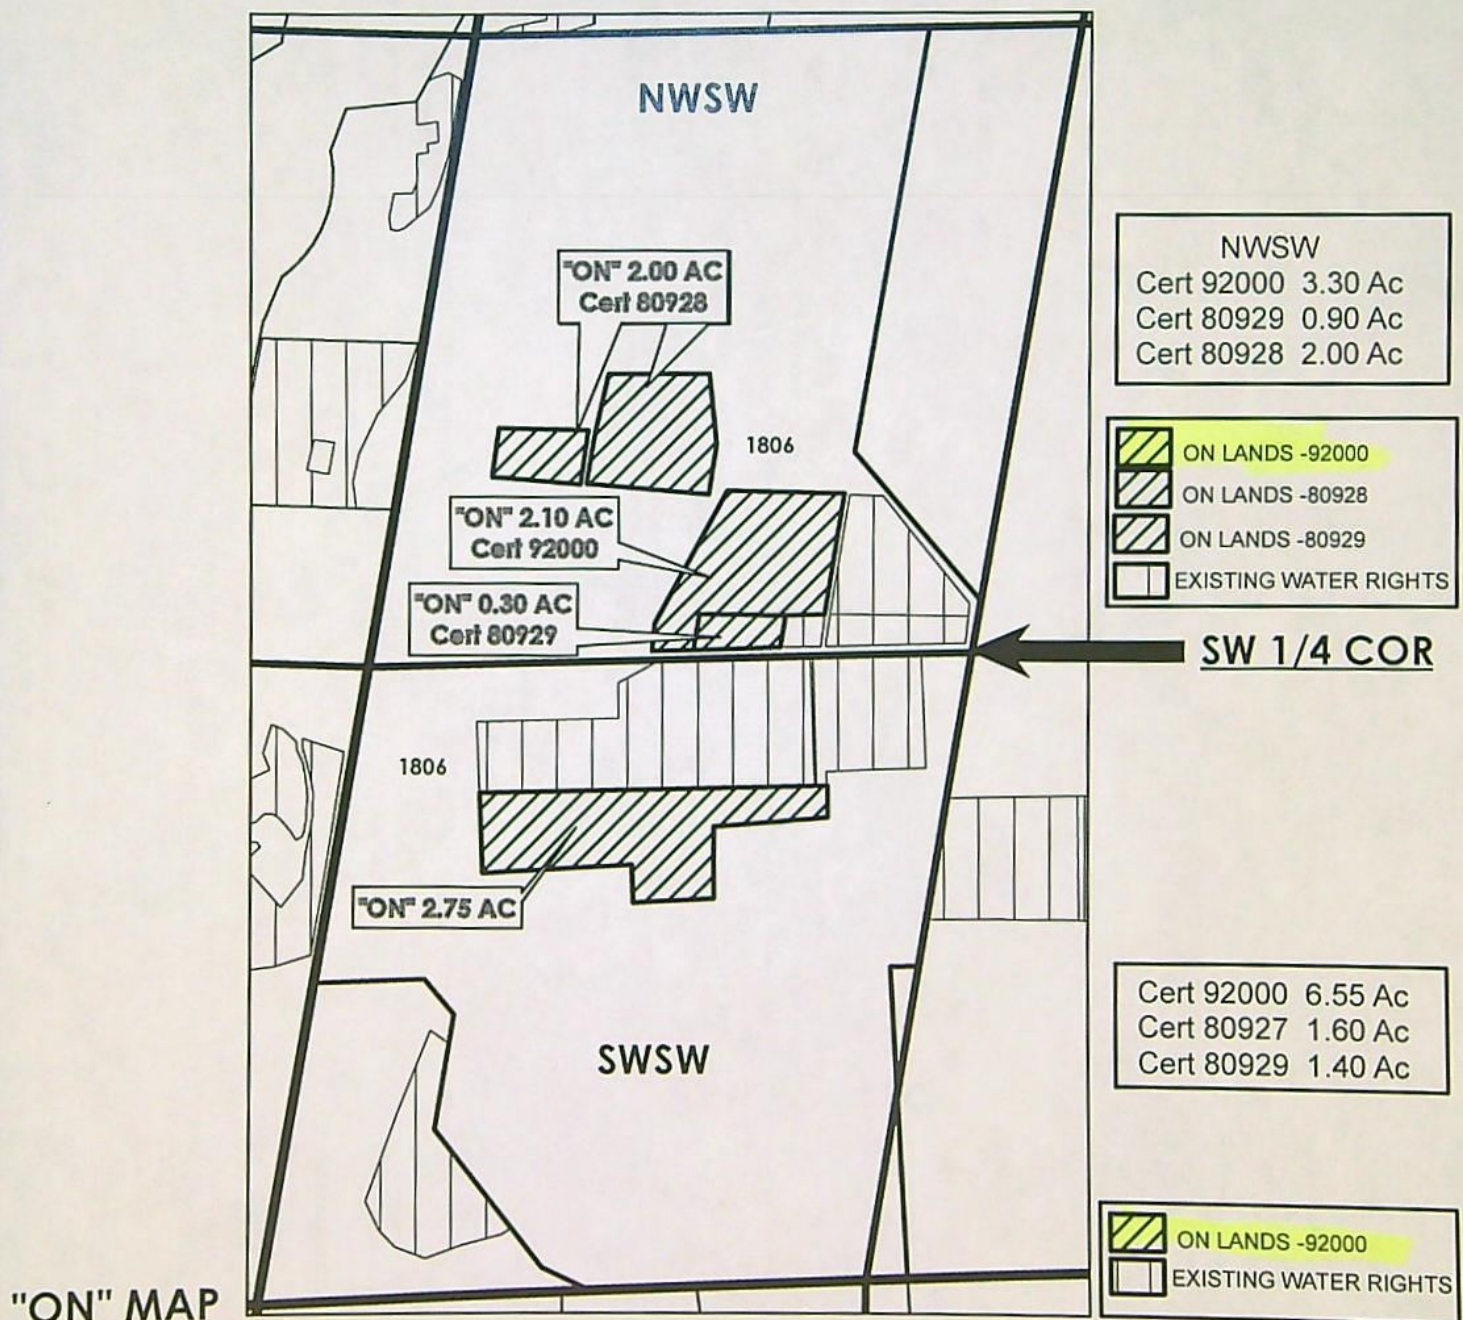 NWSW
"ON" 2.00 AC
Cert 80928
NWSW
Cert 92000 3.30 Ac
Cert 80929 0.90 Ac
Cert 80928 2.00 Ac
1806
ON LANDS -92000
ON LANDS -80928
ON LANDS -80929
EXISTING WATER RIGHTS
"ON" 2.10 AC
Cert 92000
"ON" 0.30 AC
Cert 80929
SW 1/4 COR
1806
"ON" 2.75 AC
Cert 92000 6.55 Ac
Cert 80927 1.60 Ac
Cert 80929 1.40 Ac
SWSW
ON LANDS -92000
EXISTING WATER RIGHTS
"ON" MAP